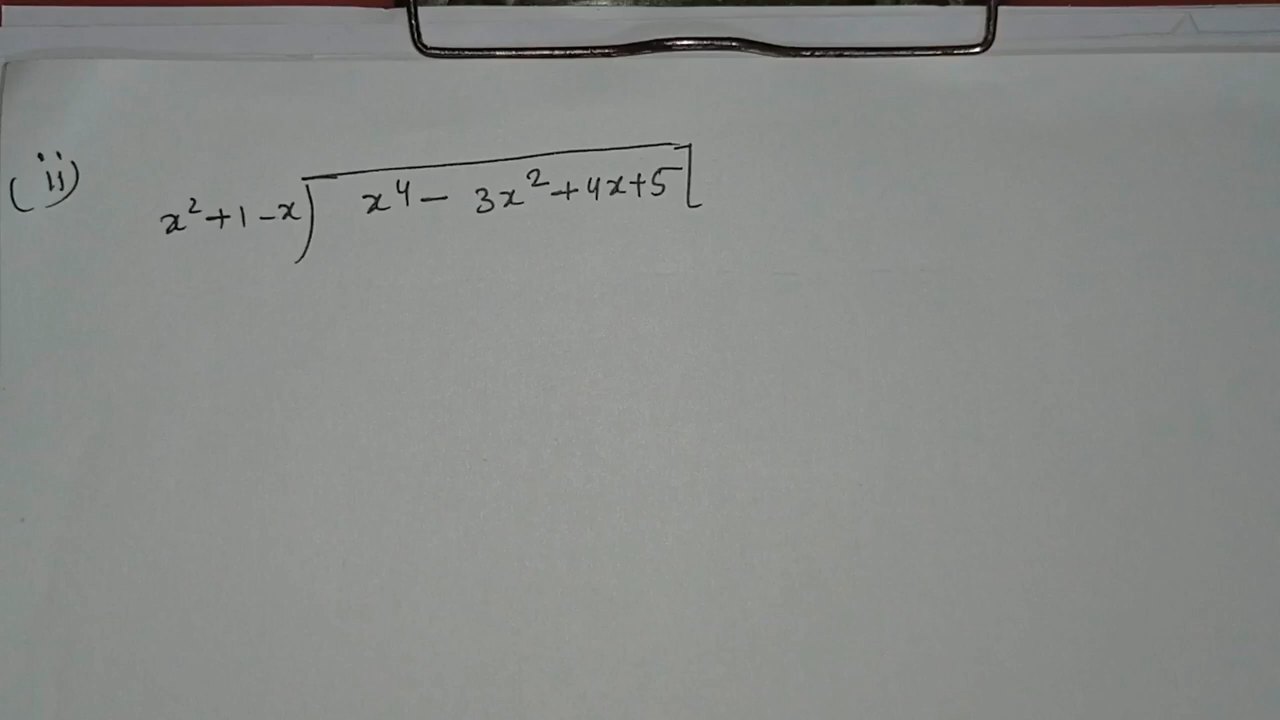 (ii) x²+1-x) x⁴- 3x²+4x+5[